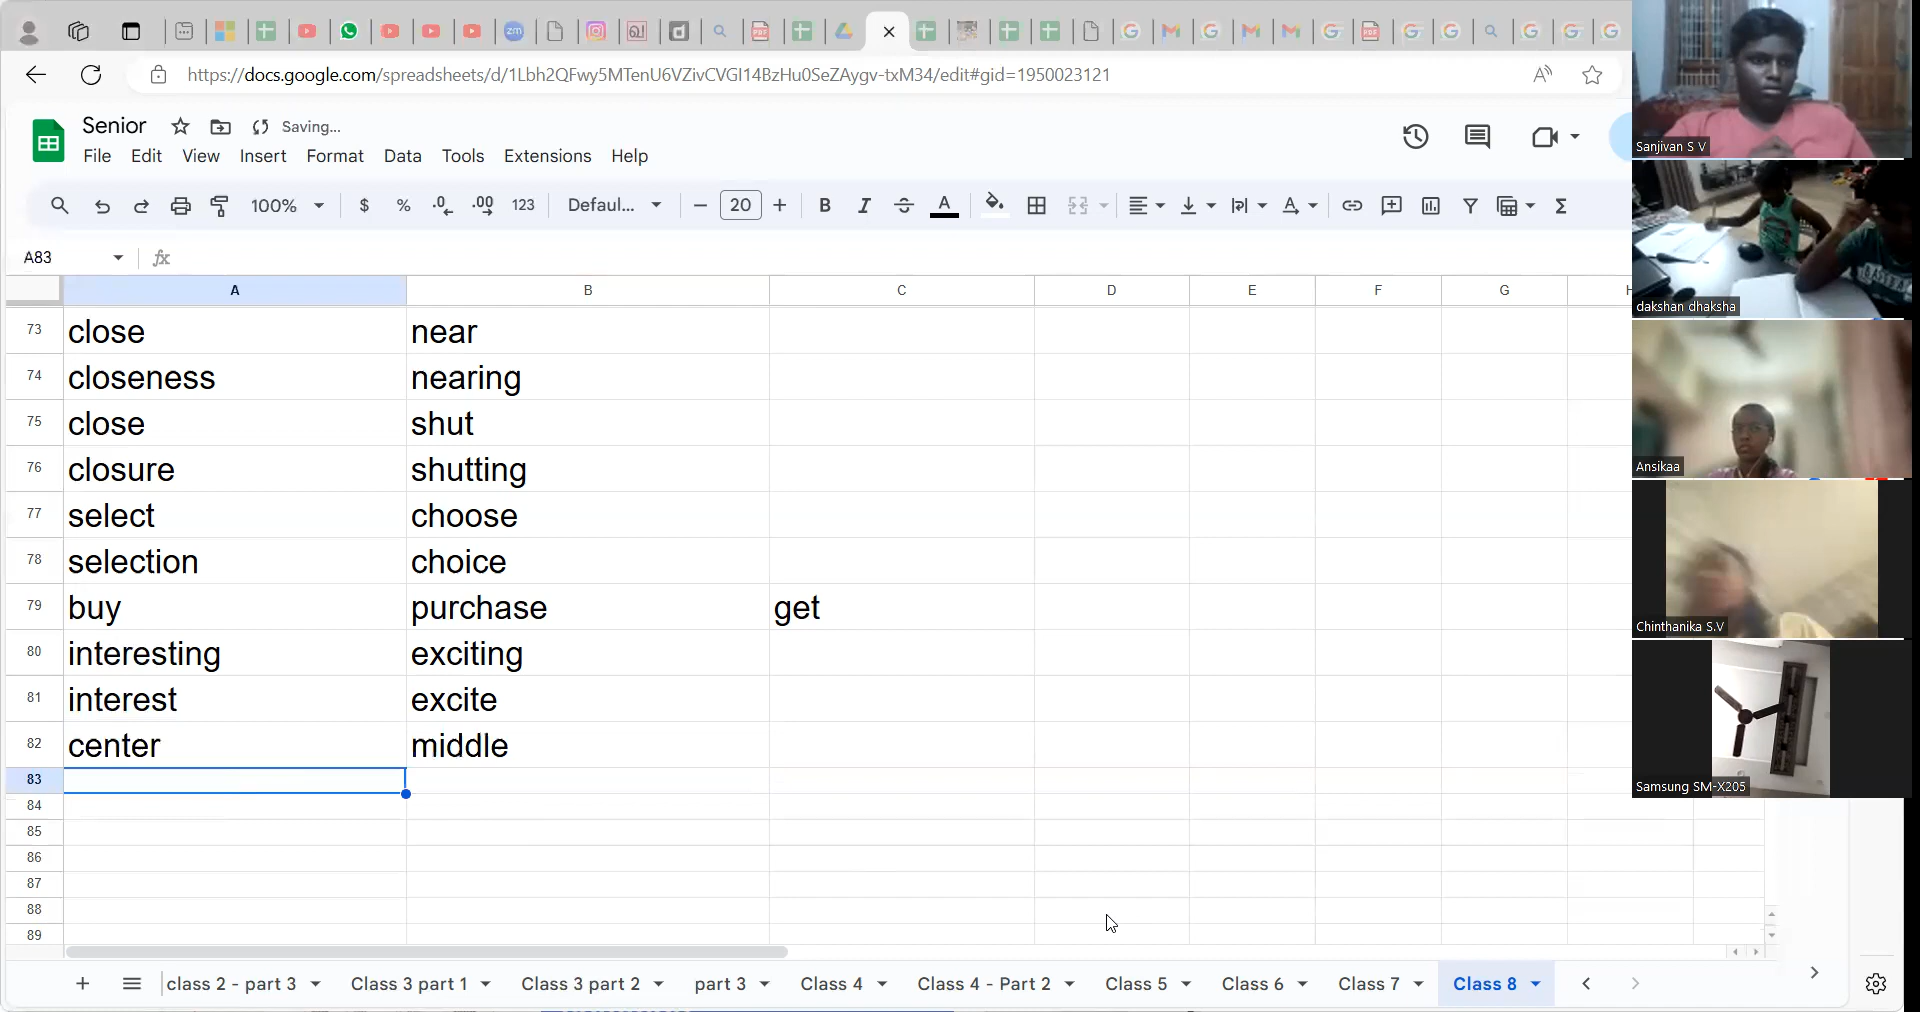 https://docs.google.com/spreadsheets/d/1Lbh2QFwy5MTenU6VZivCVGI14BzHu0SeZAygv-txM34/edit#gid=1950023121
Senior Saving...
File Edit View Insert Format Data Tools Extensions Help
100% $ % .0 .00 123 Defaul... 20
A83
A B C D E F G H
73 close near
74 closeness nearing
75 close shut
76 closure shutting
77 select choose
78 selection choice
79 buy purchase get
80 interesting exciting
81 interest excite
82 center middle
83
84
85
86
87
88
89
class 2 - part 3 Class 3 part 1 Class 3 part 2 part 3 Class 4 Class 4 - Part 2 Class 5 Class 6 Class 7 Class 8
Sanjivan S V
dakshan dhaksha
Ansikaa
Chinthanika S.V
Samsung SM-X205